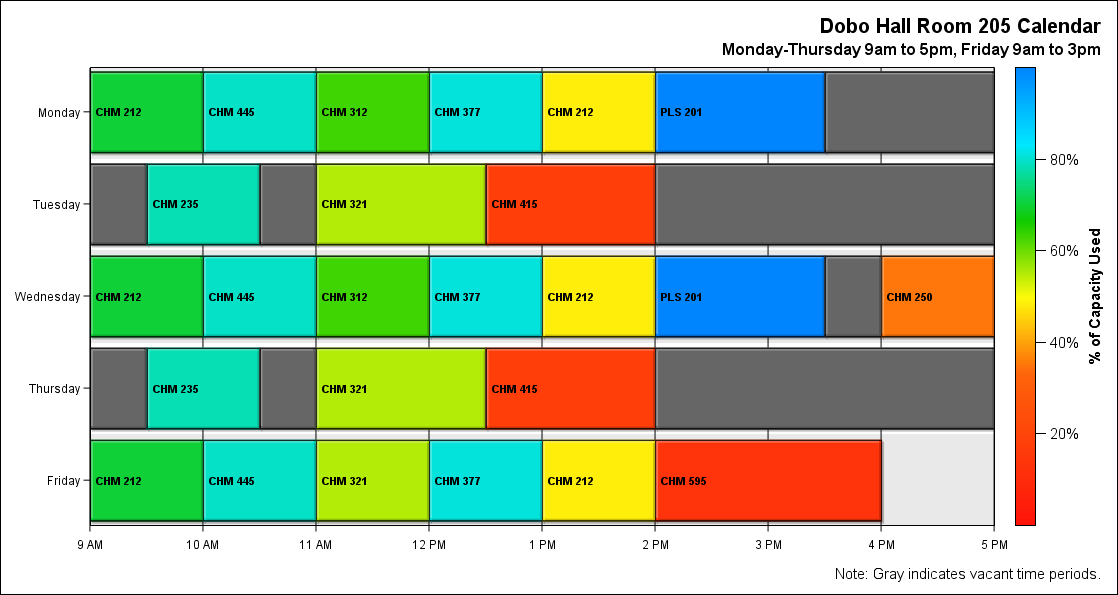 Dobo Hall Room 205 Calendar
Monday-Thursday 9am to 5pm, Friday 9am to 3pm
Monday
CHM 212
CHM 445
CHM 312
CHM 377
CHM 212
PLS 201
Tuesday
CHM 235
CHM 321
CHM 415
Wednesday
CHM 212
CHM 445
CHM 312
CHM 377
CHM 212
PLS 201
CHM 250
Thursday
CHM 235
CHM 321
CHM 415
Friday
CHM 212
CHM 445
CHM 321
CHM 377
CHM 212
CHM 595
9 AM
10 AM
11 AM
12 PM
1 PM
2 PM
3 PM
4 PM
5 PM
80%
60%
40%
20%
% of Capacity Used
Note: Gray indicates vacant time periods.